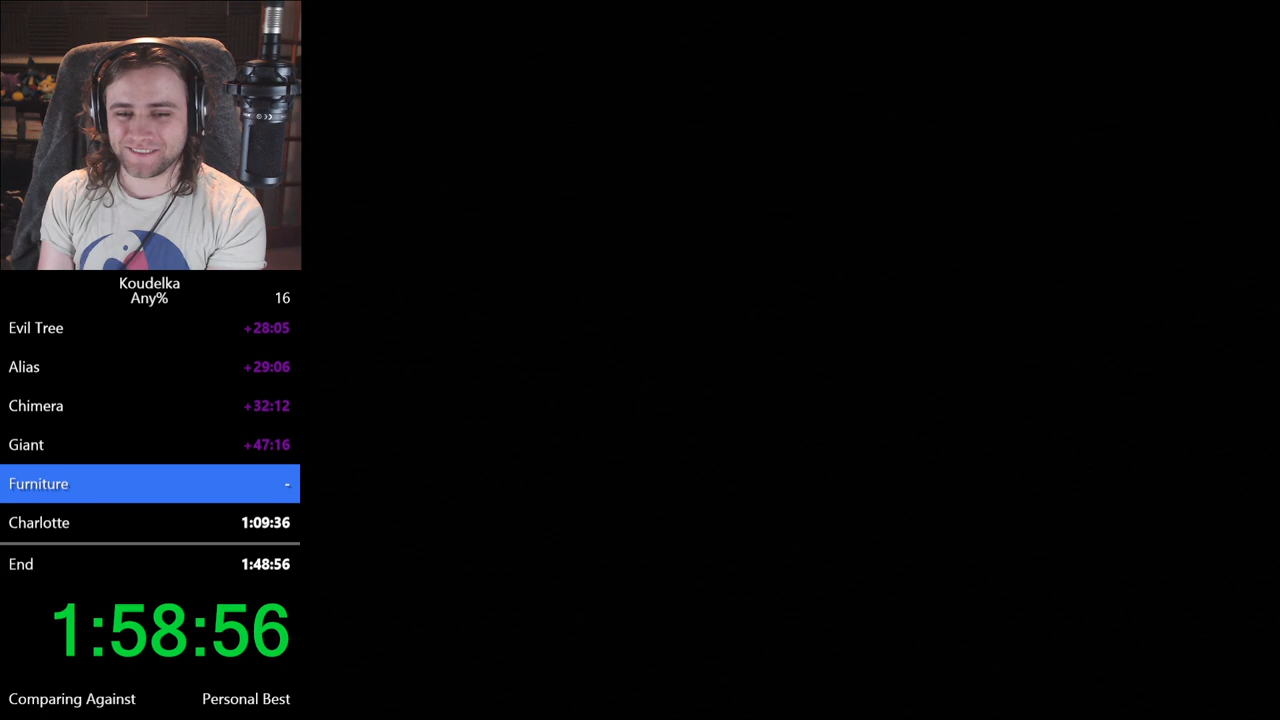 Koudelka
Any% 16
Evil Tree +28:05
Alias +29:06
Chimera +32:12
Giant +47:16
Furniture -
Charlotte 1:09:36
End 1:48:56
1:58:56
Comparing Against Personal Best